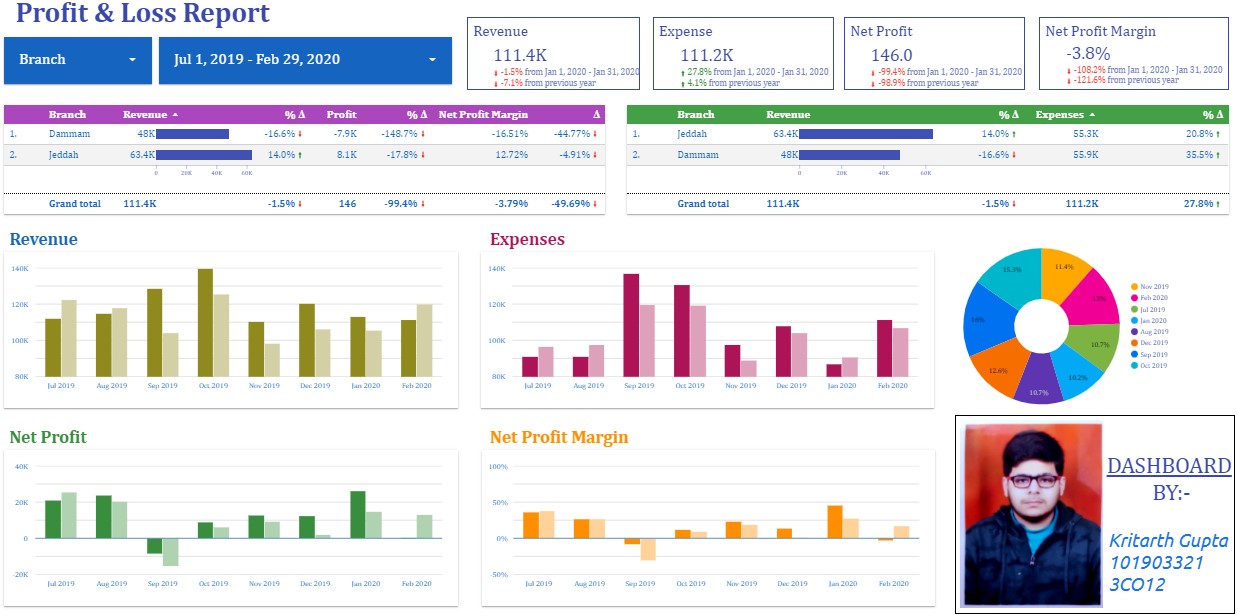 Profit & Loss Report
Branch
Jul 1, 2019 - Feb 29, 2020
Revenue
111.4K
-1.5% from Jan 1, 2020 - Jan 31, 2020
-7.1% from previous year
Expense
111.2K
27.8% from Jan 1, 2020 - Jan 31, 2020
4.1% from previous year
Net Profit
146.0
-99.4% from Jan 1, 2020 - Jan 31, 2020
-98.9% from previous year
Net Profit Margin
-3.8%
-108.2% from Jan 1, 2020 - Jan 31, 2020
-121.6% from previous year
Branch Revenue % Δ Profit % Δ Net Profit Margin Δ
1. Dammam 48K -16.6% -7.9K -148.7% -16.51% -44.77%
2. Jeddah 63.4K 14.0% 8.1K -17.8% 12.72% -4.91%
0 20K 40K 60K
Grand total 111.4K -1.5% 146 -99.4% -3.79% -49.69%
Branch Revenue % Δ Expenses % Δ
1. Jeddah 63.4K 14.0% 55.3K 20.8%
2. Dammam 48K -16.6% 55.9K 35.5%
0 20K 40K 60K
Grand total 111.4K -1.5% 111.2K 27.8%
Revenue
140K
120K
100K
80K
Jul 2019 Aug 2019 Sep 2019 Oct 2019 Nov 2019 Dec 2019 Jan 2020 Feb 2020
Expenses
140K
120K
100K
80K
Jul 2019 Aug 2019 Sep 2019 Oct 2019 Nov 2019 Dec 2019 Jan 2020 Feb 2020
11.4%
13%
10.7%
10.2%
10.7%
12.6%
16%
15.3%
Nov 2019
Feb 2020
Jul 2019
Jan 2020
Aug 2019
Dec 2019
Sep 2019
Oct 2019
Net Profit
40K
20K
0
-20K
Jul 2019 Aug 2019 Sep 2019 Oct 2019 Nov 2019 Dec 2019 Jan 2020 Feb 2020
Net Profit Margin
100%
50%
0%
-50%
Jul 2019 Aug 2019 Sep 2019 Oct 2019 Nov 2019 Dec 2019 Jan 2020 Feb 2020
DASHBOARD
BY:-
Kritarth Gupta
101903321
3CO12